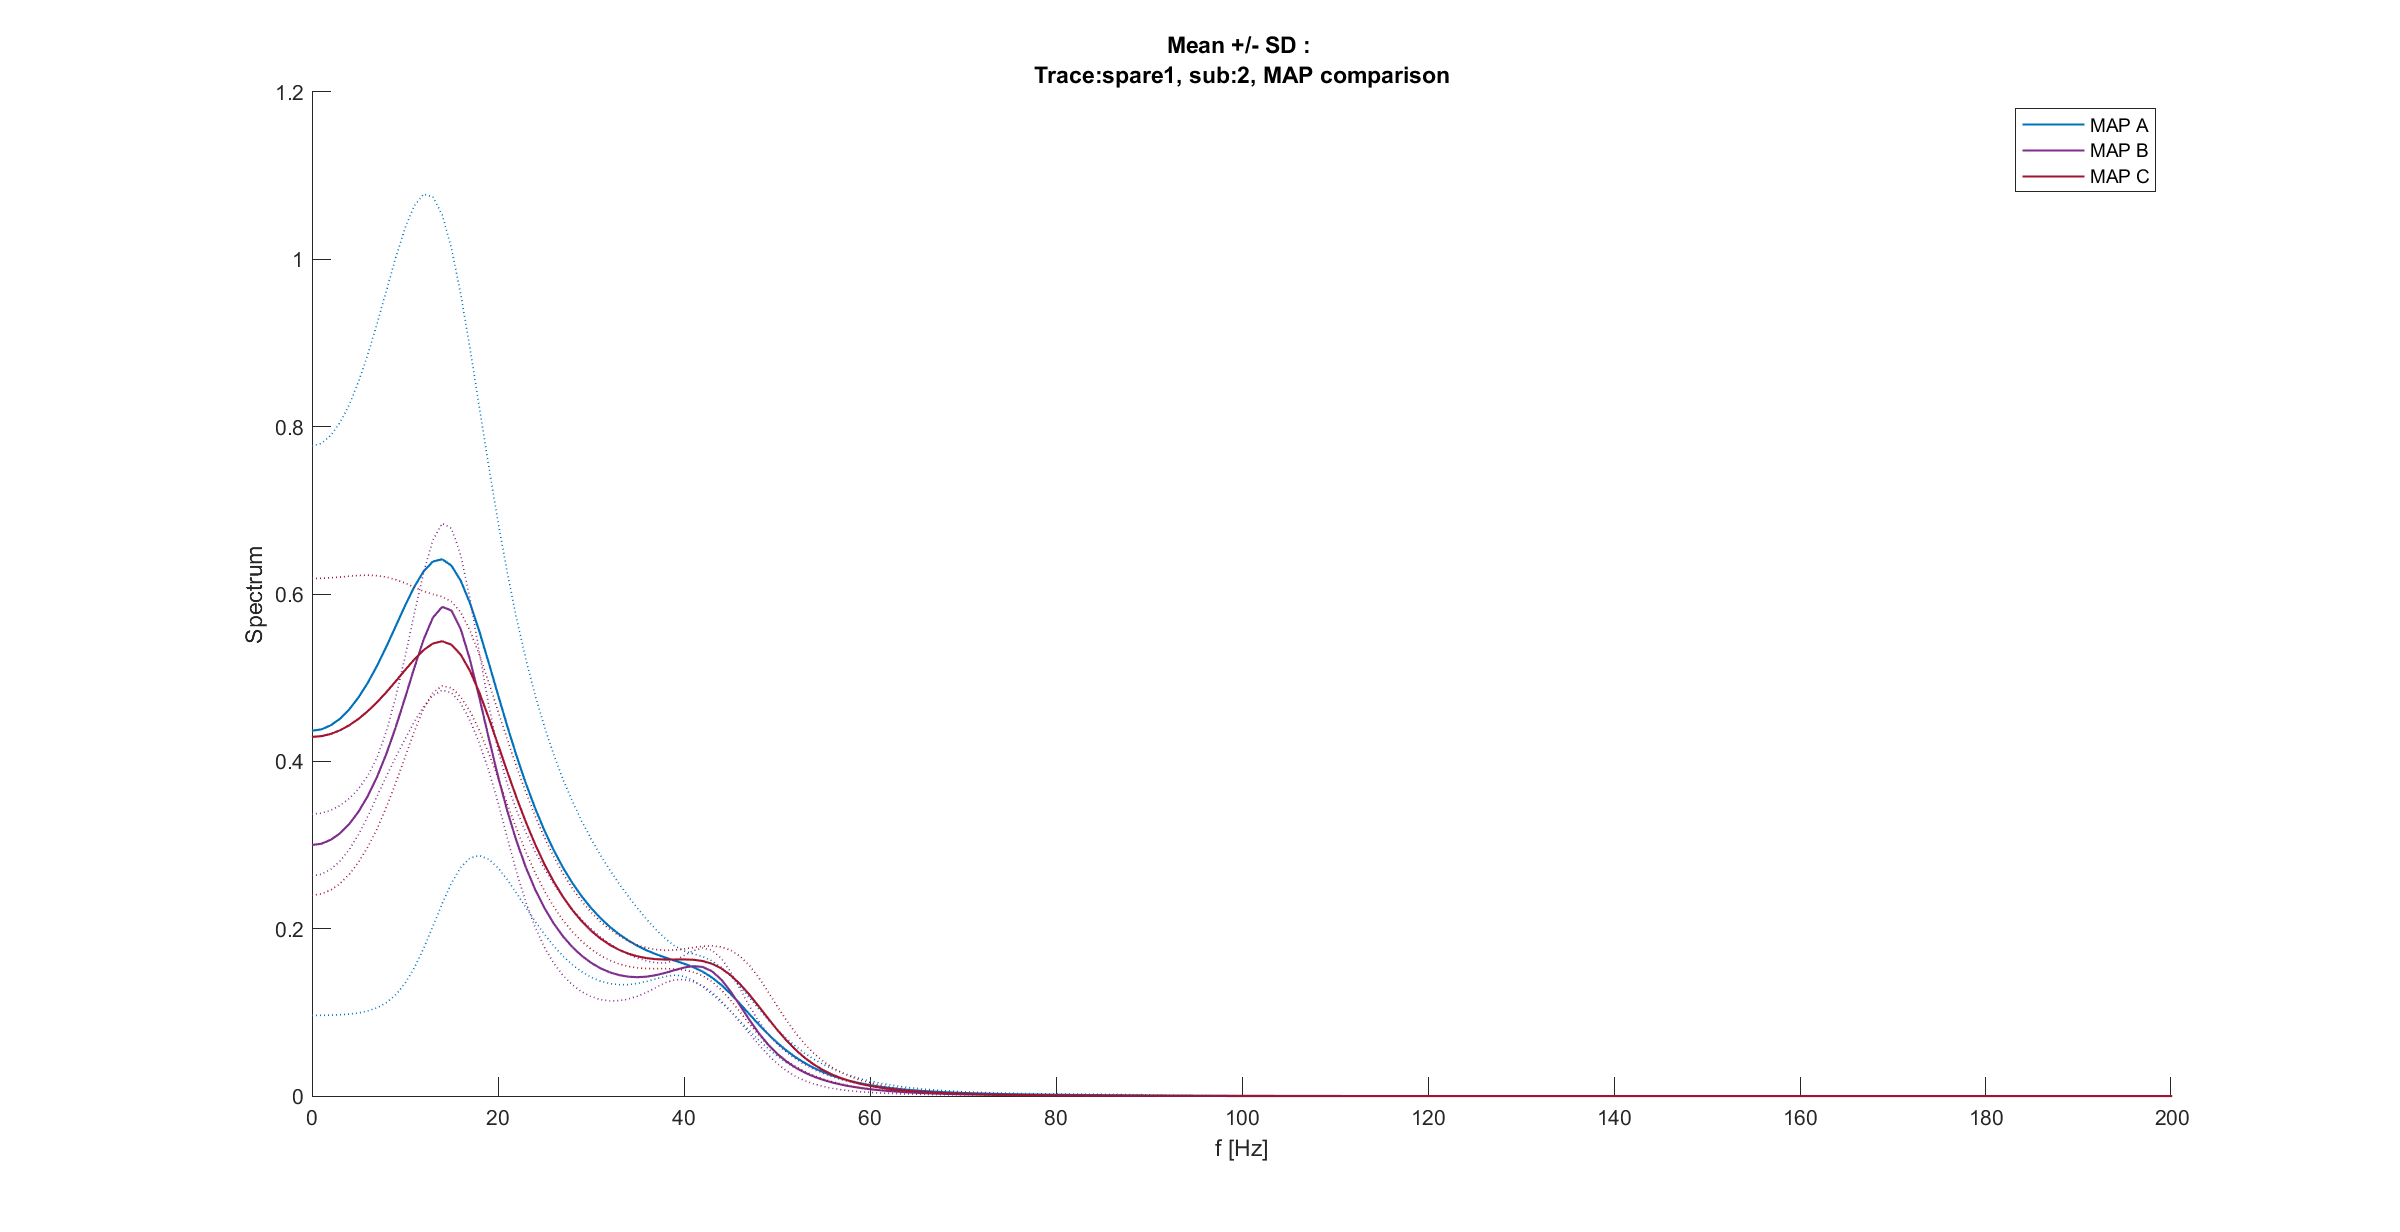 Mean +/- SD :
Trace:spare1, sub:2, MAP comparison
1.2
1
0.8
0.6
0.4
0.2
0
Spectrum
MAP A
MAP B
MAP C
0 20 40 60 80 100 120 140 160 180 200
f [Hz]